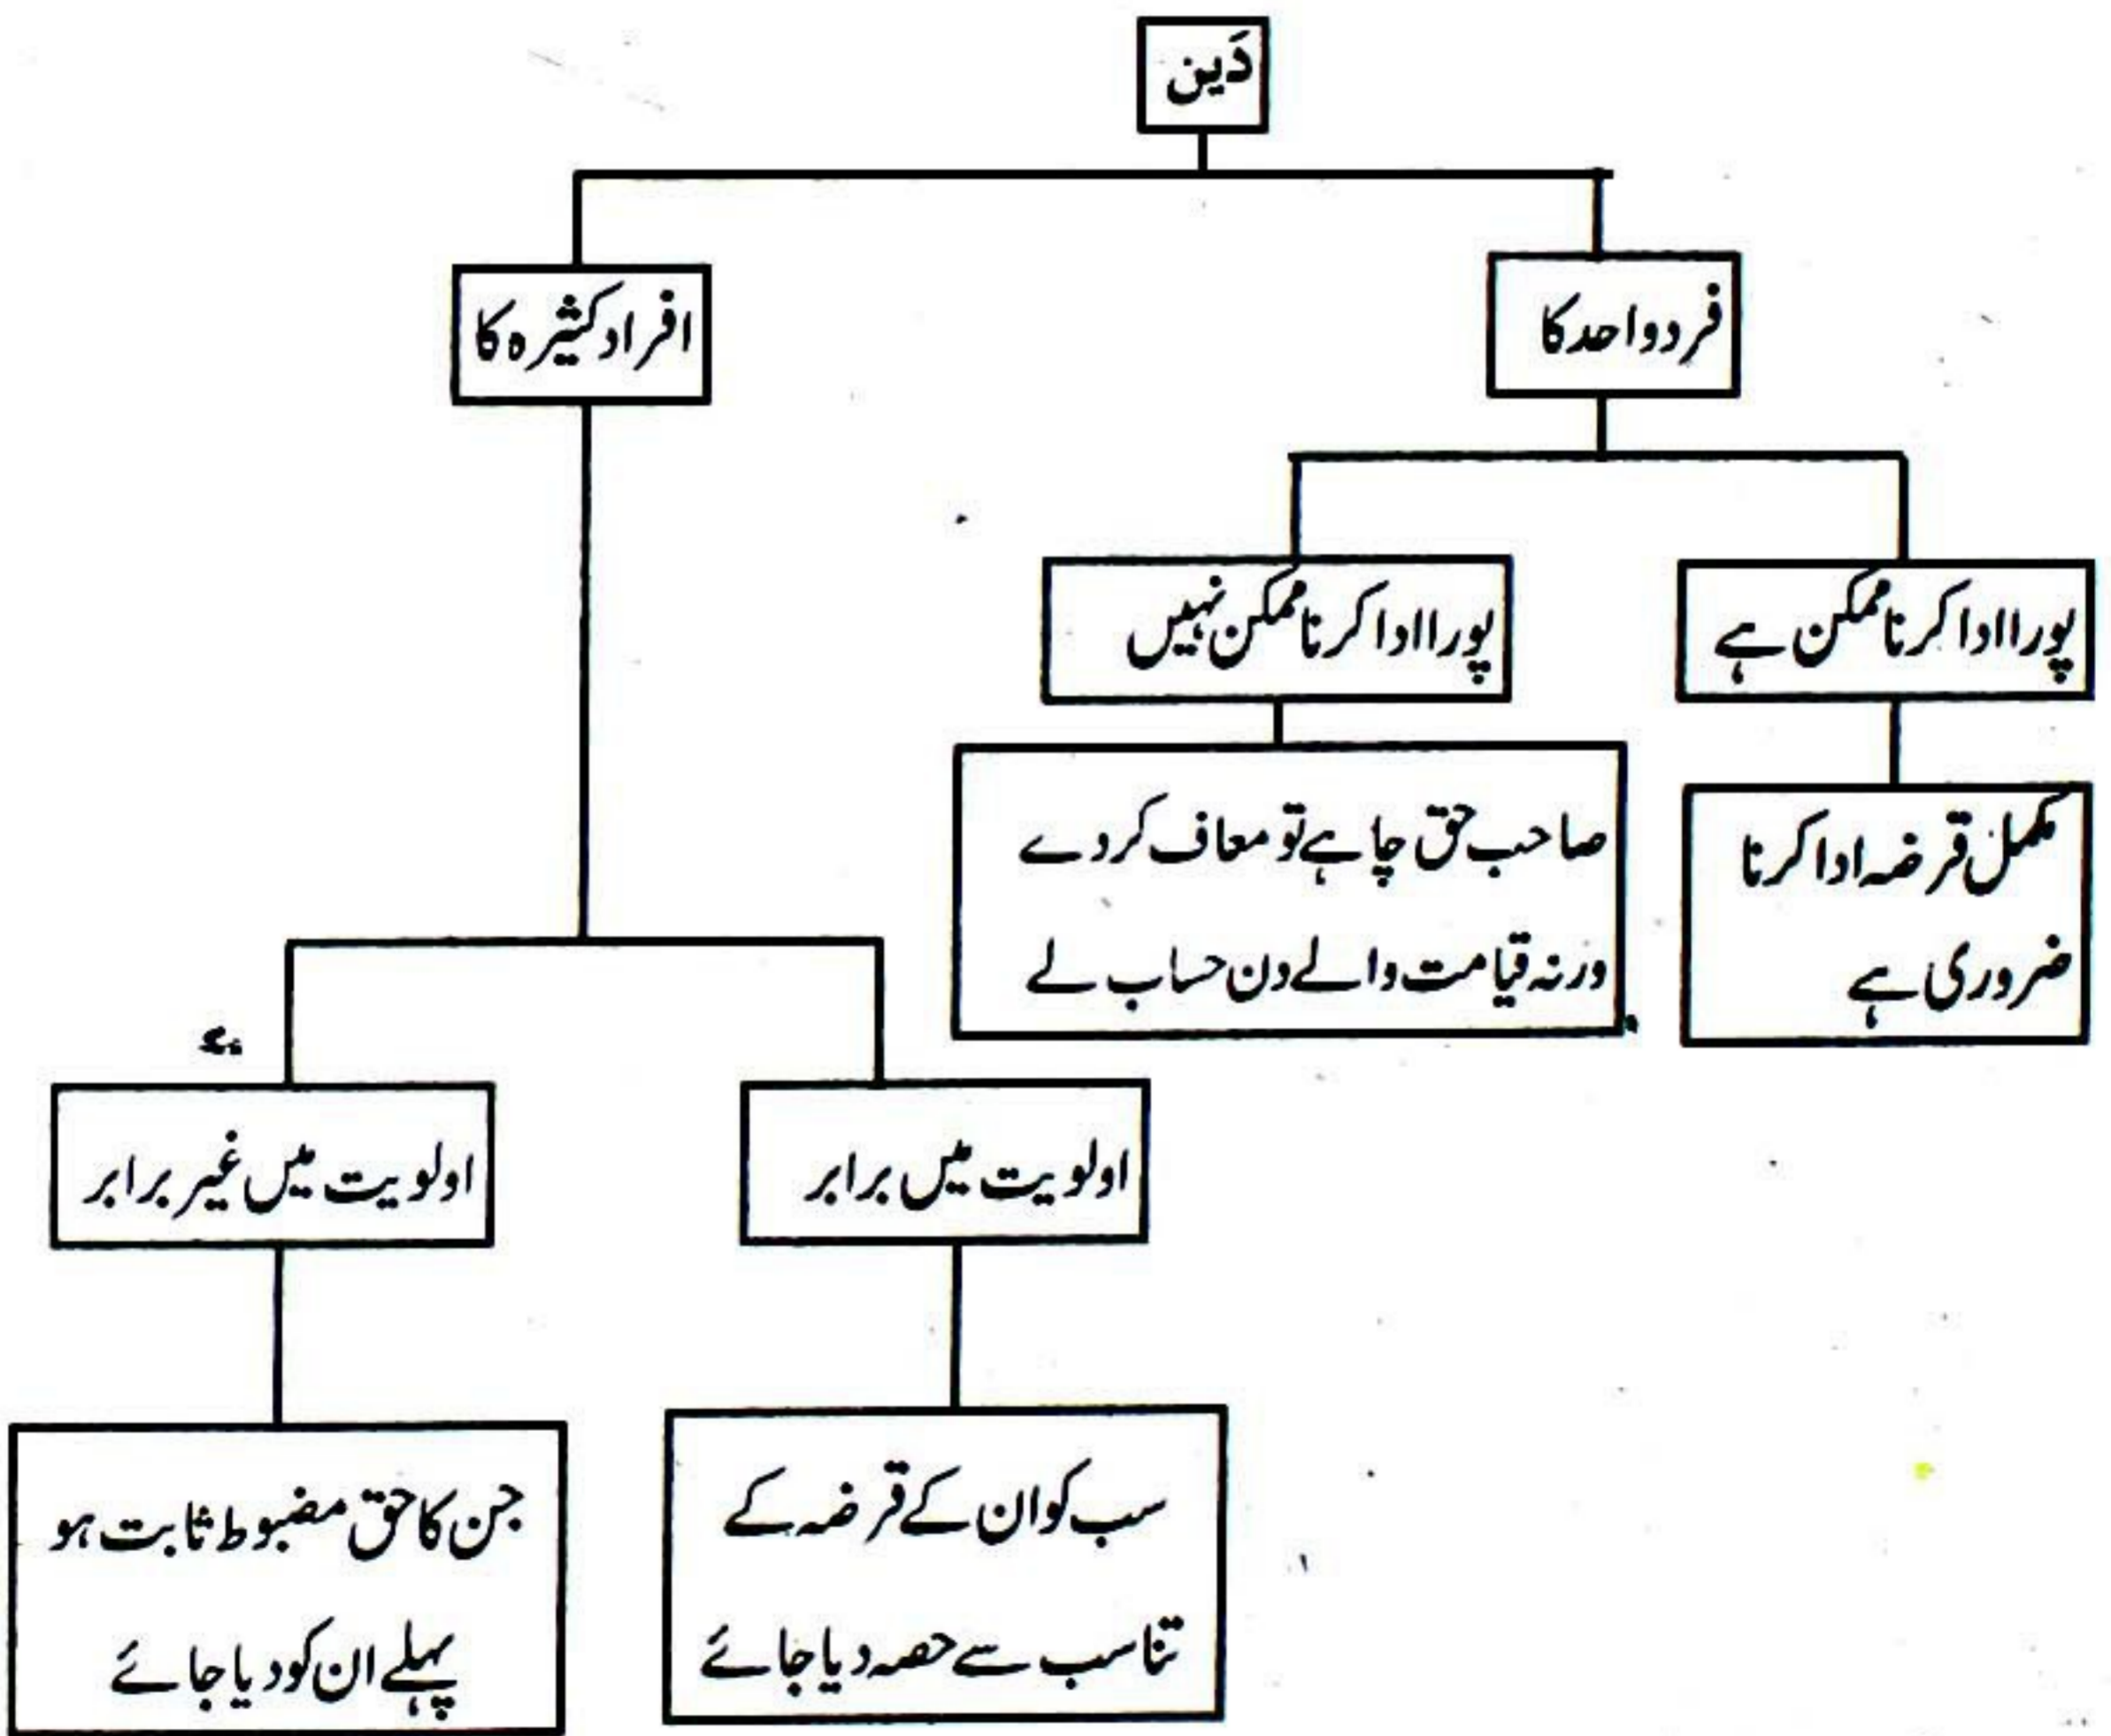 دَین
فرد واحد کا
افراد کثیرہ کا
پورا ادا کرنا ممکن ہے
پورا ادا کرنا ممکن نہیں
مکمل قرضہ ادا کرنا
ضروری ہے
صاحب حق چاہے تو معاف کر دے
ورنہ قیامت والے دن حساب لے
اولویت میں برابر
اولویت میں غیر برابر
سب کو ان کے قرضہ کے
تناسب سے حصہ دیا جائے
جن کا حق مضبوط ثابت ہو
پہلے ان کو دیا جائے